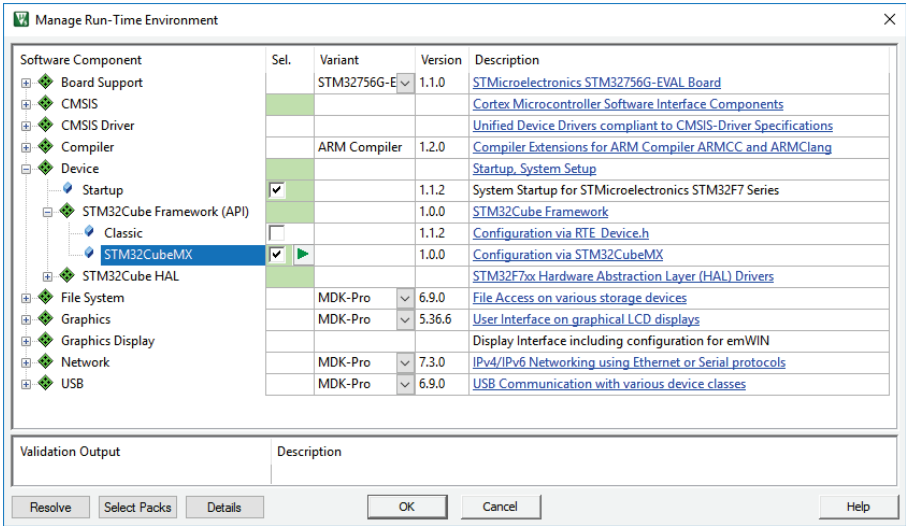 Manage Run-Time Environment
Software Component Sel. Variant Version Description
Board Support STM32756G-E 1.1.0 STMicroelectronics STM32756G-EVAL Board
CMSIS Cortex Microcontroller Software Interface Components
CMSIS Driver Unified Device Drivers compliant to CMSIS-Driver Specifications
Compiler ARM Compiler 1.2.0 Compiler Extensions for ARM Compiler ARMCC and ARMClang
Device Startup, System Setup
Startup 1.1.2 System Startup for STMicroelectronics STM32F7 Series
STM32Cube Framework (API) 1.0.0 STM32Cube Framework
Classic 1.1.2 Configuration via RTE_Device.h
STM32CubeMX 1.0.0 Configuration via STM32CubeMX
STM32Cube HAL STM32F7xx Hardware Abstraction Layer (HAL) Drivers
File System MDK-Pro 6.9.0 File Access on various storage devices
Graphics MDK-Pro 5.36.6 User Interface on graphical LCD displays
Graphics Display Display Interface including configuration for emWIN
Network MDK-Pro 7.3.0 IPv4/IPv6 Networking using Ethernet or Serial protocols
USB MDK-Pro 6.9.0 USB Communication with various device classes
Validation Output Description
Resolve Select Packs Details OK Cancel Help